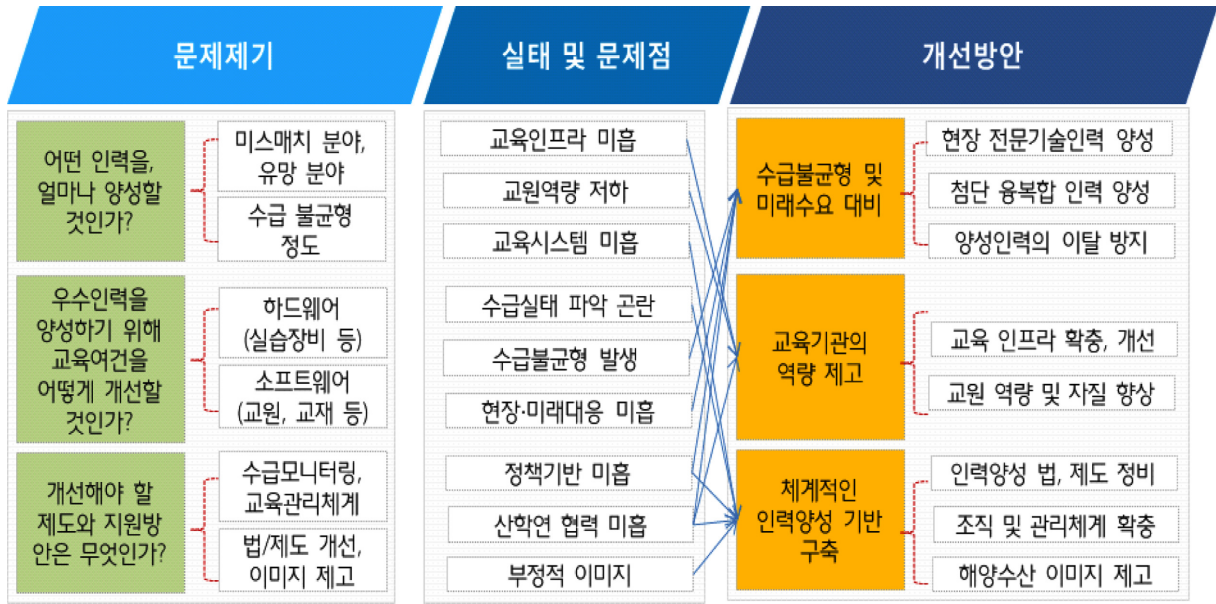 문제제기
실태 및 문제점
개선방안
어떤 인력을,
얼마나 양성할
것인가?
미스매치 분야,
유망 분야
수급 불균형
정도
우수인력을
양성하기 위해
교육여건을
어떻게 개선할
것인가?
하드웨어
(실습장비 등)
소프트웨어
(교원, 교재 등)
개선해야 할
제도와 지원방
안은 무엇인가?
수급모니터링,
교육관리체계
법/제도 개선,
이미지 제고
교육인프라 미흡
교원역량 저하
교육시스템 미흡
수급실태 파악 곤란
수급불균형 발생
현장·미래대응 미흡
정책기반 미흡
산학연 협력 미흡
부정적 이미지
수급불균형 및
미래수요 대비
현장 전문기술인력 양성
첨단 융복합 인력 양성
양성인력의 이탈 방지
교육기관의
역량 제고
교육 인프라 확충, 개선
교원 역량 및 자질 향상
체계적인
인력양성 기반
구축
인력양성 법, 제도 정비
조직 및 관리체계 확충
해양수산 이미지 제고